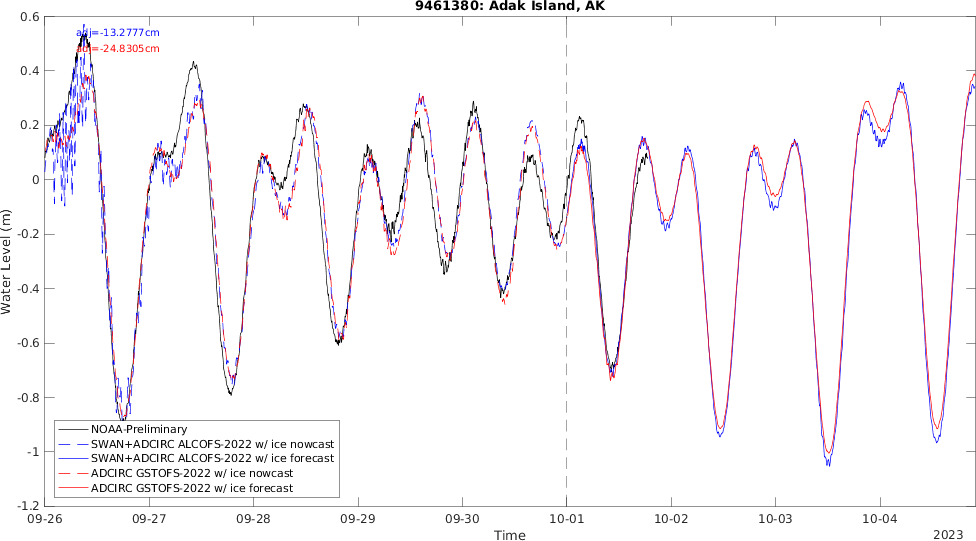 9461380: Adak Island, AK
adj=-13.2777cm
adj=-24.8305cm
0.6
0.4
0.2
0
-0.2
-0.4
-0.6
-0.8
-1
-1.2
Water Level (m)
NOAA-Preliminary
SWAN+ADCIRC ALCOFS-2022 w/ ice nowcast
SWAN+ADCIRC ALCOFS-2022 w/ ice forecast
ADCIRC GSTOFS-2022 w/ ice nowcast
ADCIRC GSTOFS-2022 w/ ice forecast
09-26 09-27 09-28 09-29 09-30 10-01 10-02 10-03 10-04
Time
2023